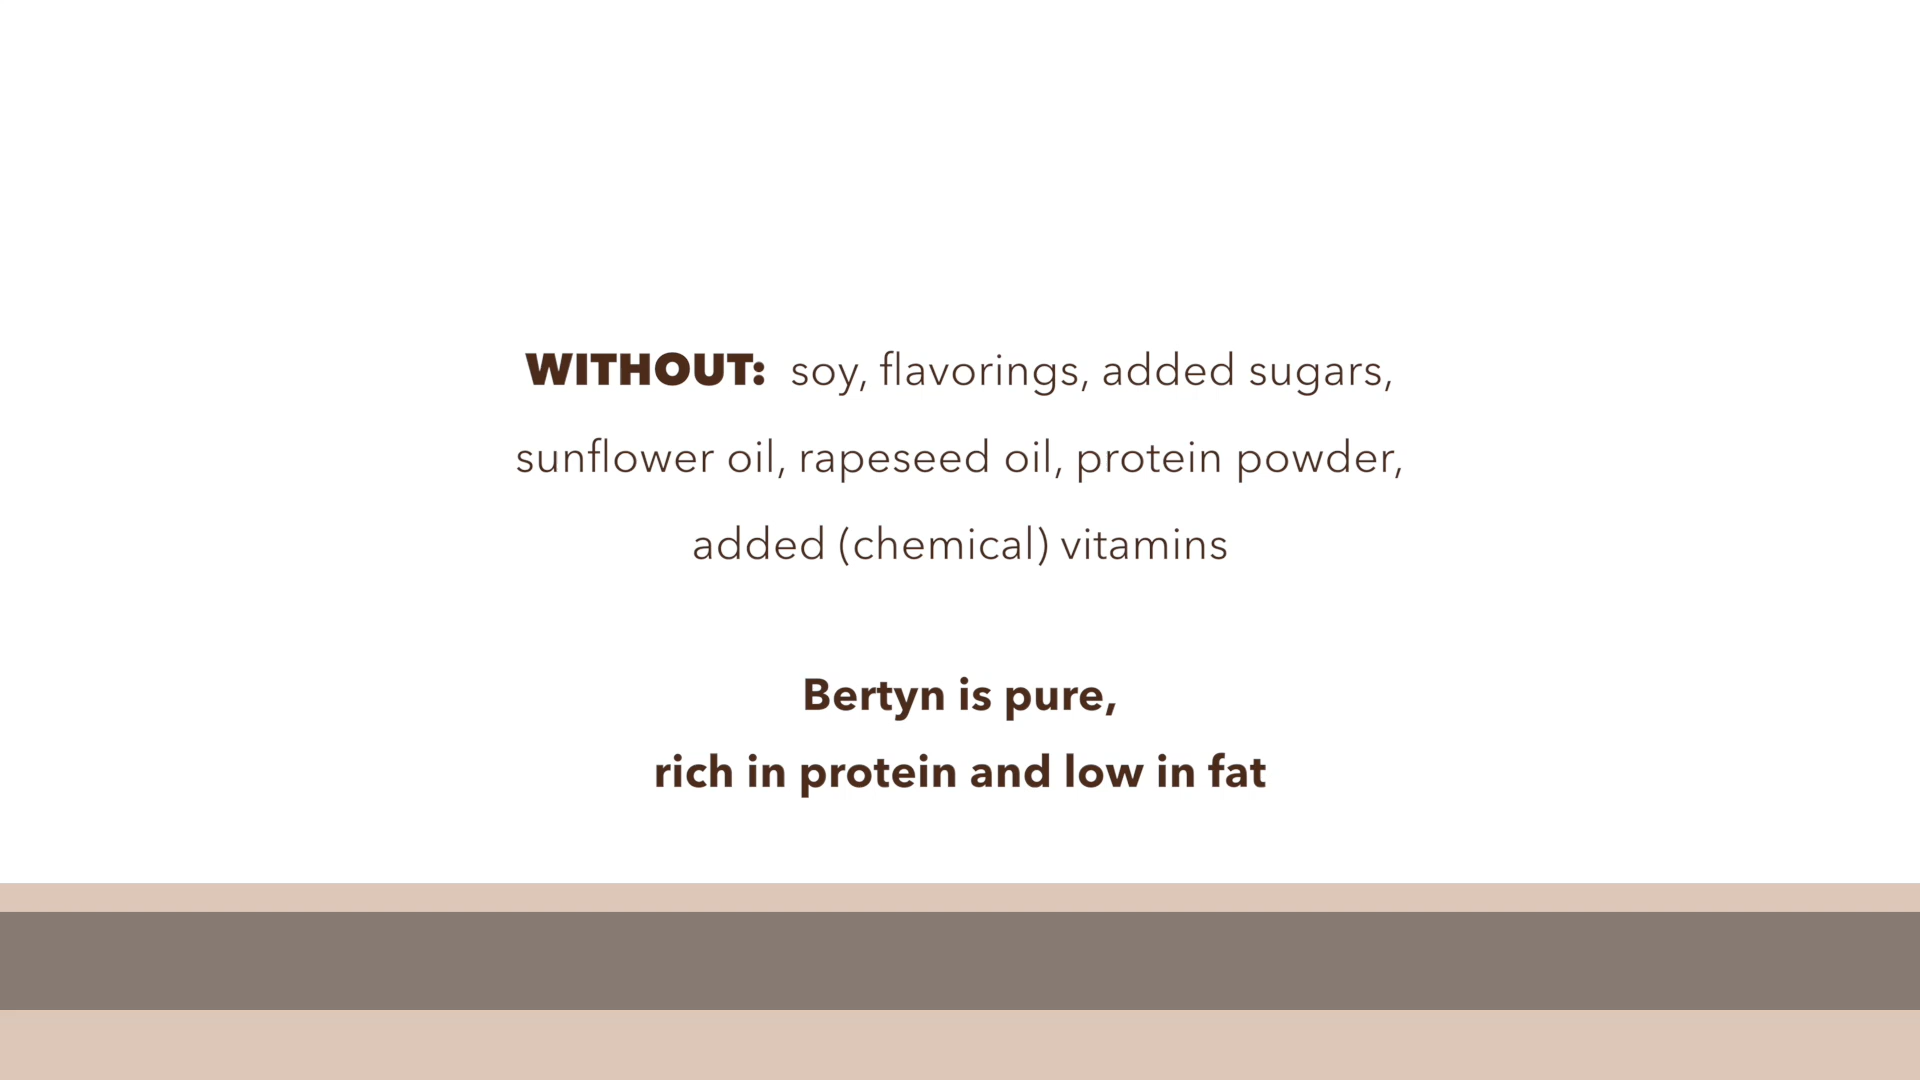 WITHOUT: soy, flavorings, added sugars,
sunflower oil, rapeseed oil, protein powder,
added (chemical) vitamins
Bertyn is pure,
rich in protein and low in fat